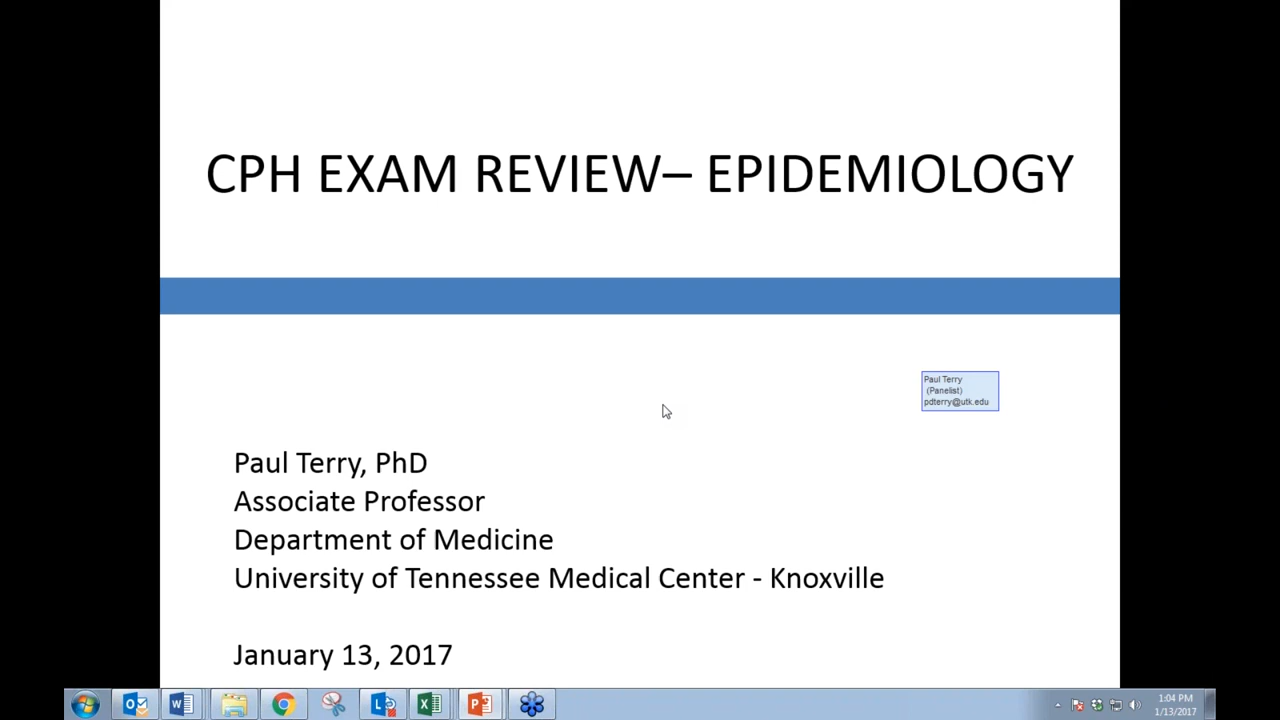 CPH EXAM REVIEW– EPIDEMIOLOGY
Paul Terry
(Panelist)
pdterry@utk.edu
Paul Terry, PhD
Associate Professor
Department of Medicine
University of Tennessee Medical Center - Knoxville
January 13, 2017
1:04 PM
1/13/2017